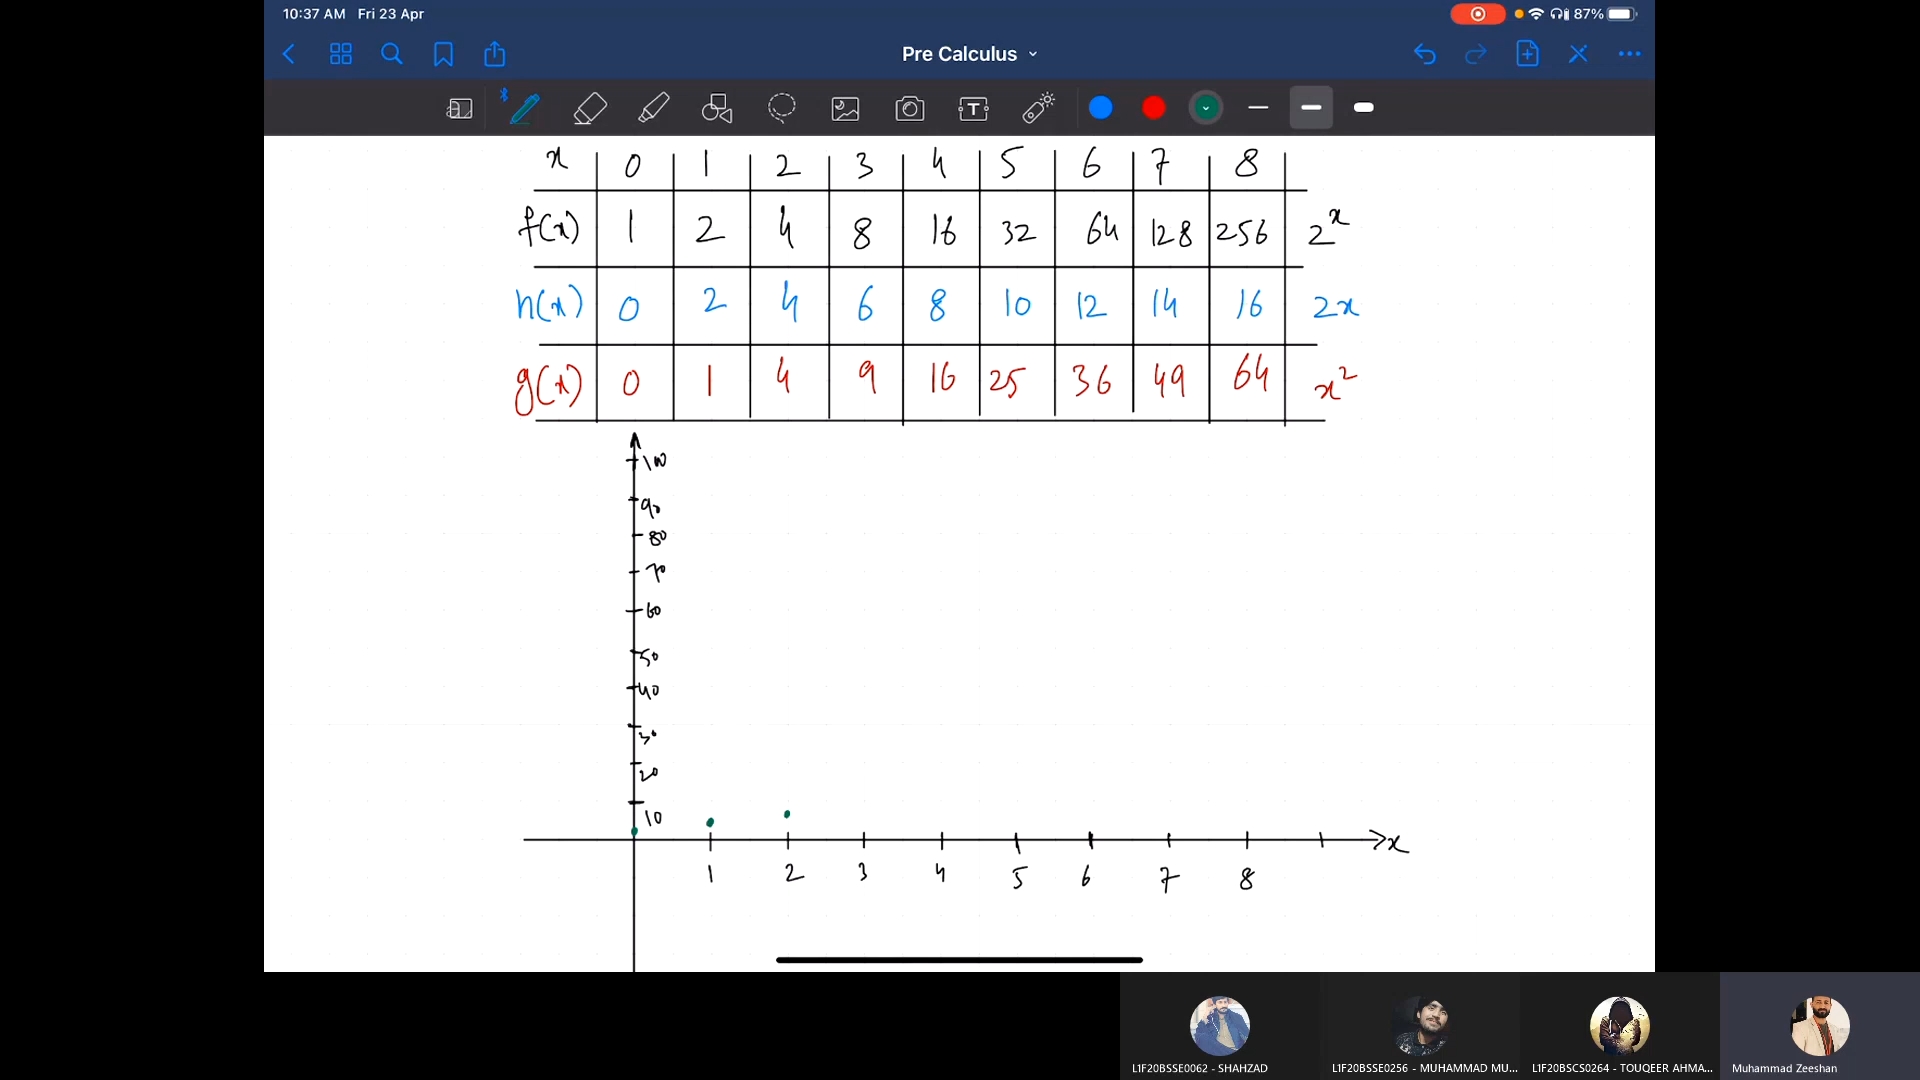 10:37 AM Fri 23 Apr 87%
Pre Calculus
x 0 1 2 3 4 5 6 7 8
f(x) 1 2 4 8 16 32 64 128 256 2^x
h(x) 0 2 4 6 8 10 12 14 16 2x
g(x) 0 1 4 9 16 25 36 49 64 x^2
100
90
80
70
60
50
40
30
20
10
x
1 2 3 4 5 6 7 8
L1F20BSSE0062 - SHAHZAD L1F20BSSE0256 - MUHAMMAD MU... L1F20BSCS0264 - TOUQEER AHMA... Muhammad Zeeshan